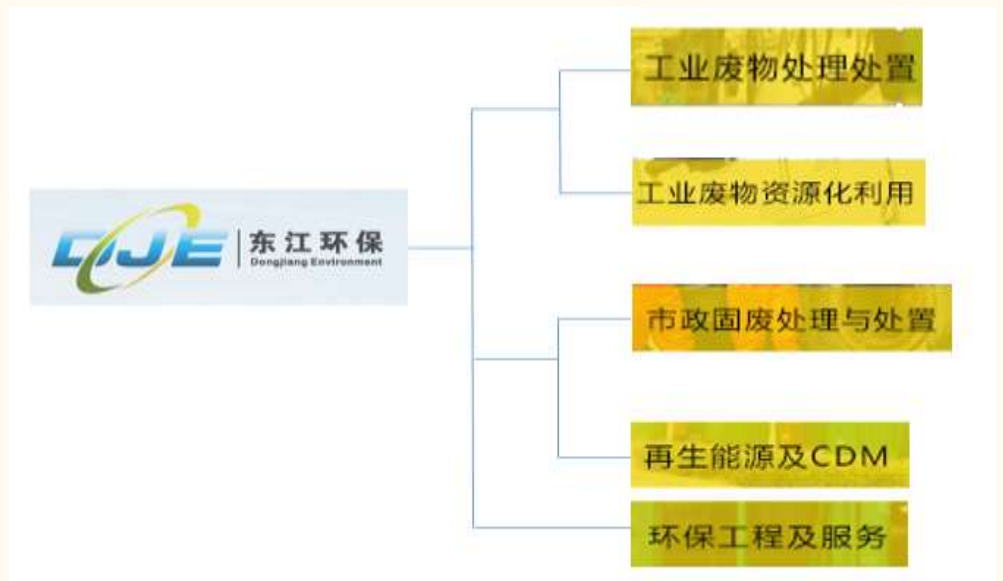 工业废物处理处置
工业废物资源化利用
DJE
东江环保
Dongjiang Environment
市政固废处理与处置
再生能源及CDM
环保工程及服务